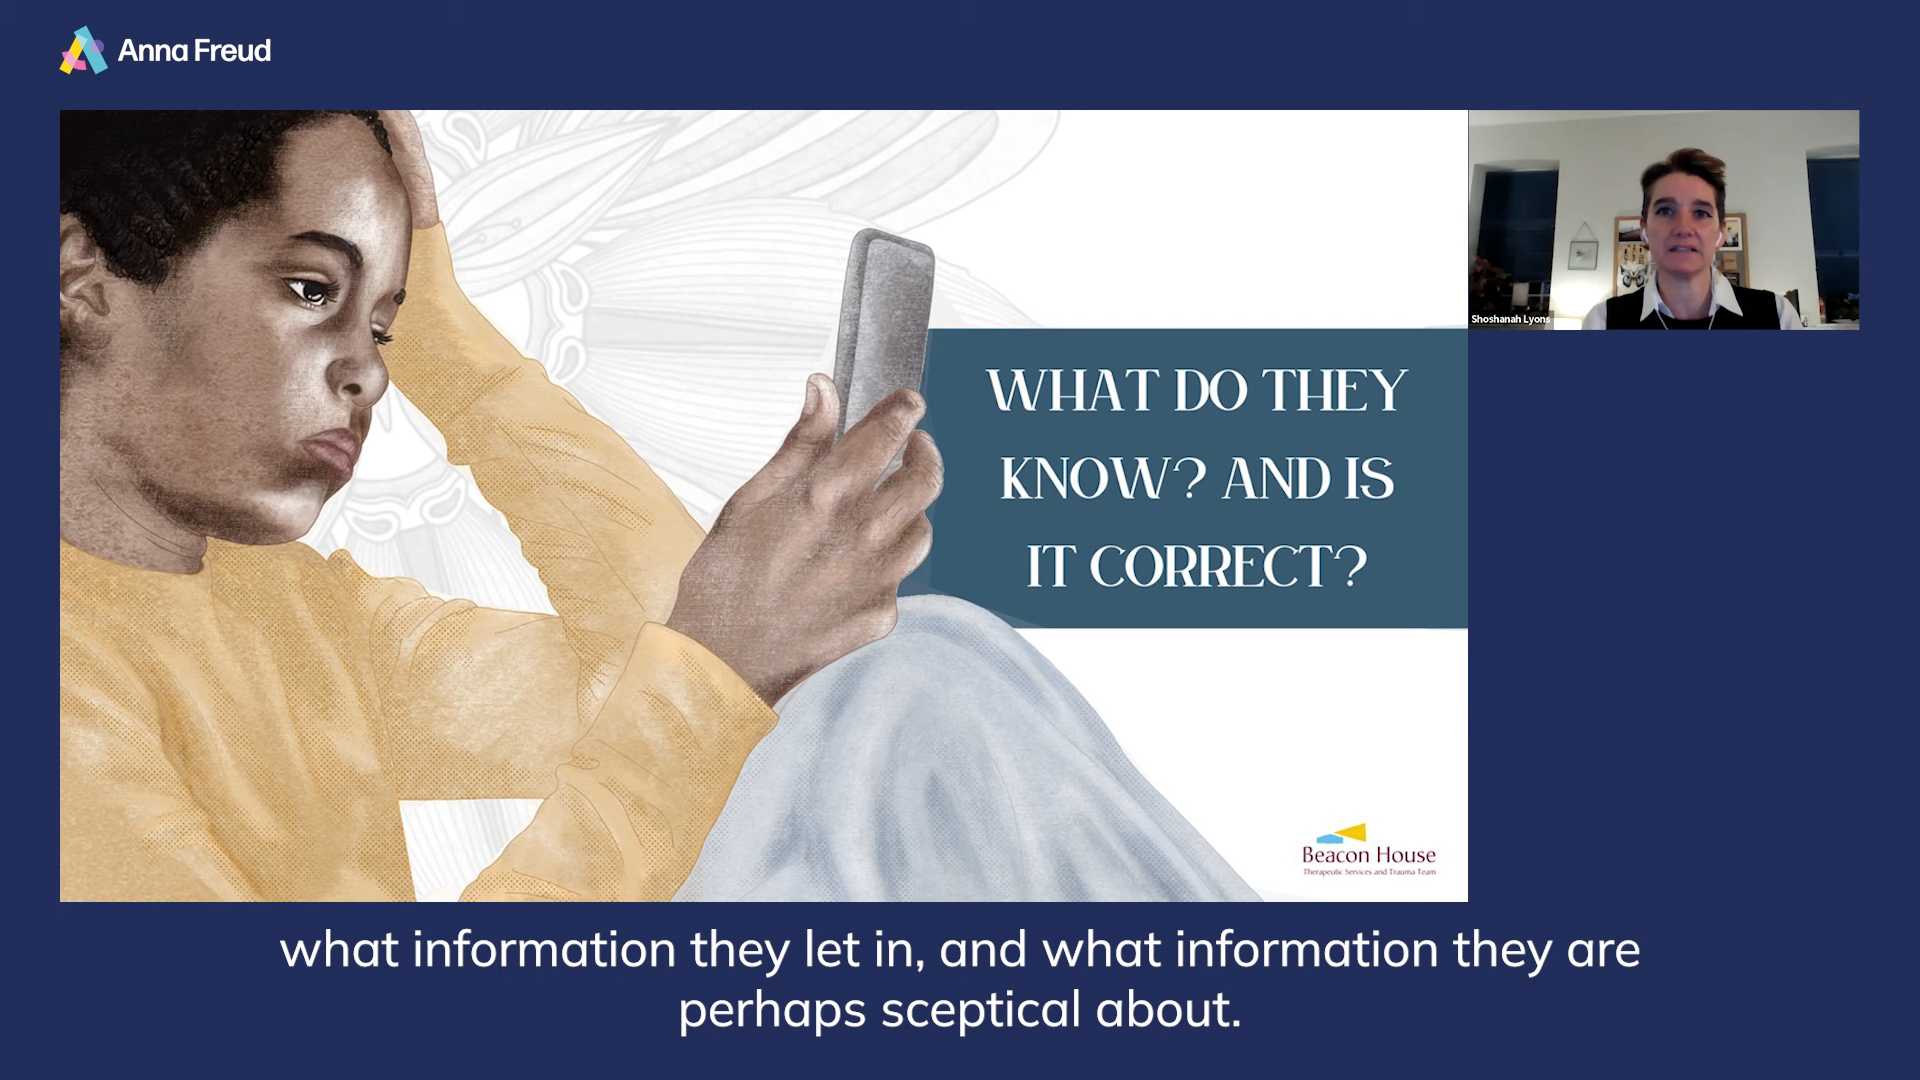 Anna Freud
WHAT DO THEY
KNOW? AND IS
IT CORRECT?
Shoshanah Lyons
Beacon House
Therapeutic Services and Trauma Team
what information they let in, and what information they are
perhaps sceptical about.